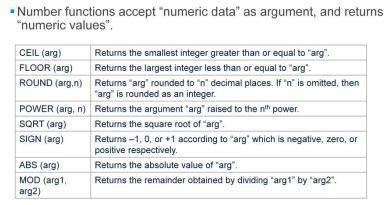 ▪ Number functions accept “numeric data” as argument, and returns
“numeric values”.
CEIL (arg) Returns the smallest integer greater than or equal to “arg”.
FLOOR (arg) Returns the largest integer less than or equal to “arg”.
ROUND (arg,n) Returns “arg” rounded to “n” decimal places. If “n” is omitted, then
“arg” is rounded as an integer.
POWER (arg, n) Returns the argument “arg” raised to the nth power.
SQRT (arg) Returns the square root of “arg”.
SIGN (arg) Returns –1, 0, or +1 according to “arg” which is negative, zero, or
positive respectively.
ABS (arg) Returns the absolute value of “arg”.
MOD (arg1, Returns the remainder obtained by dividing “arg1” by “arg2”.
arg2)